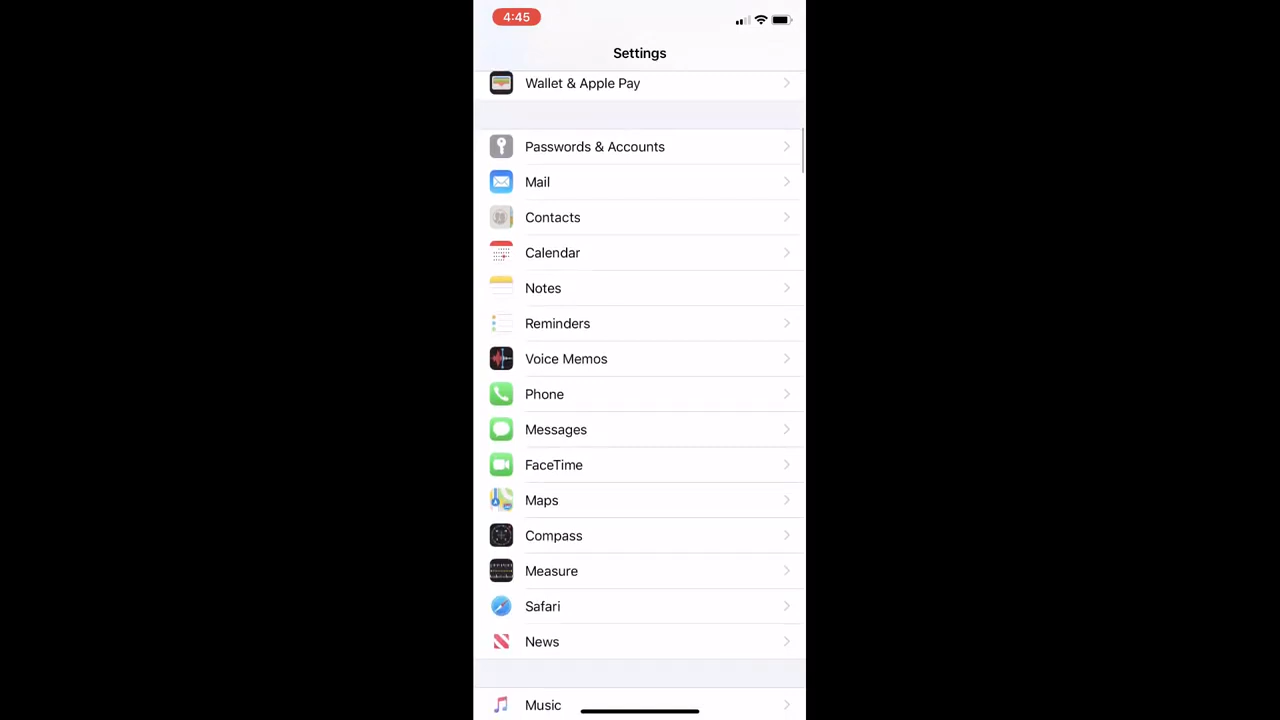 4:45
Settings
Wallet & Apple Pay
Passwords & Accounts
Mail
Contacts
Calendar
Notes
Reminders
Voice Memos
Phone
Messages
FaceTime
Maps
Compass
Measure
Safari
News
Music